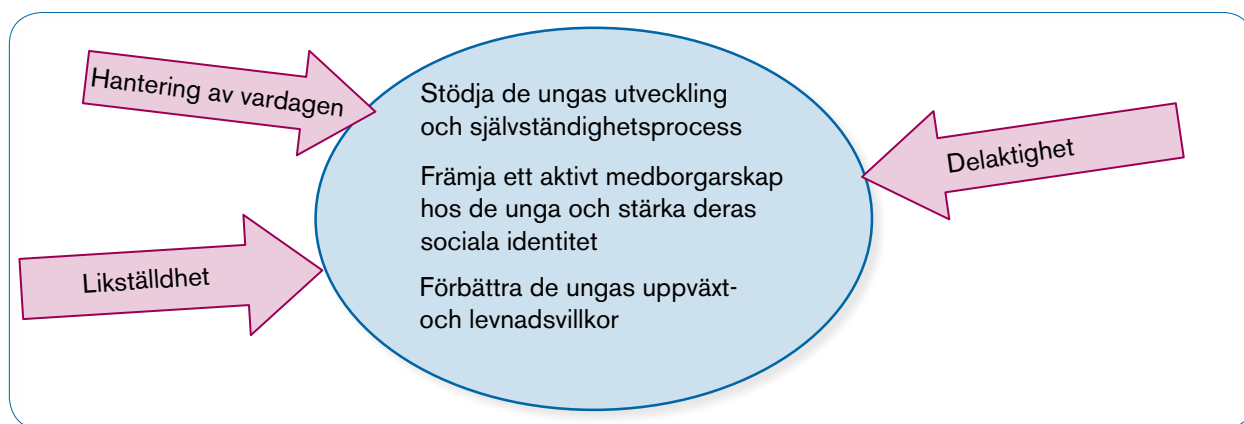 Hantering av vardagen
Stödja de ungas utveckling
och självständighetsprocess
Delaktighet
Främja ett aktivt medborgarskap
hos de unga och stärka deras
sociala identitet
Likställdhet
Förbättra de ungas uppväxt-
och levnadsvillkor